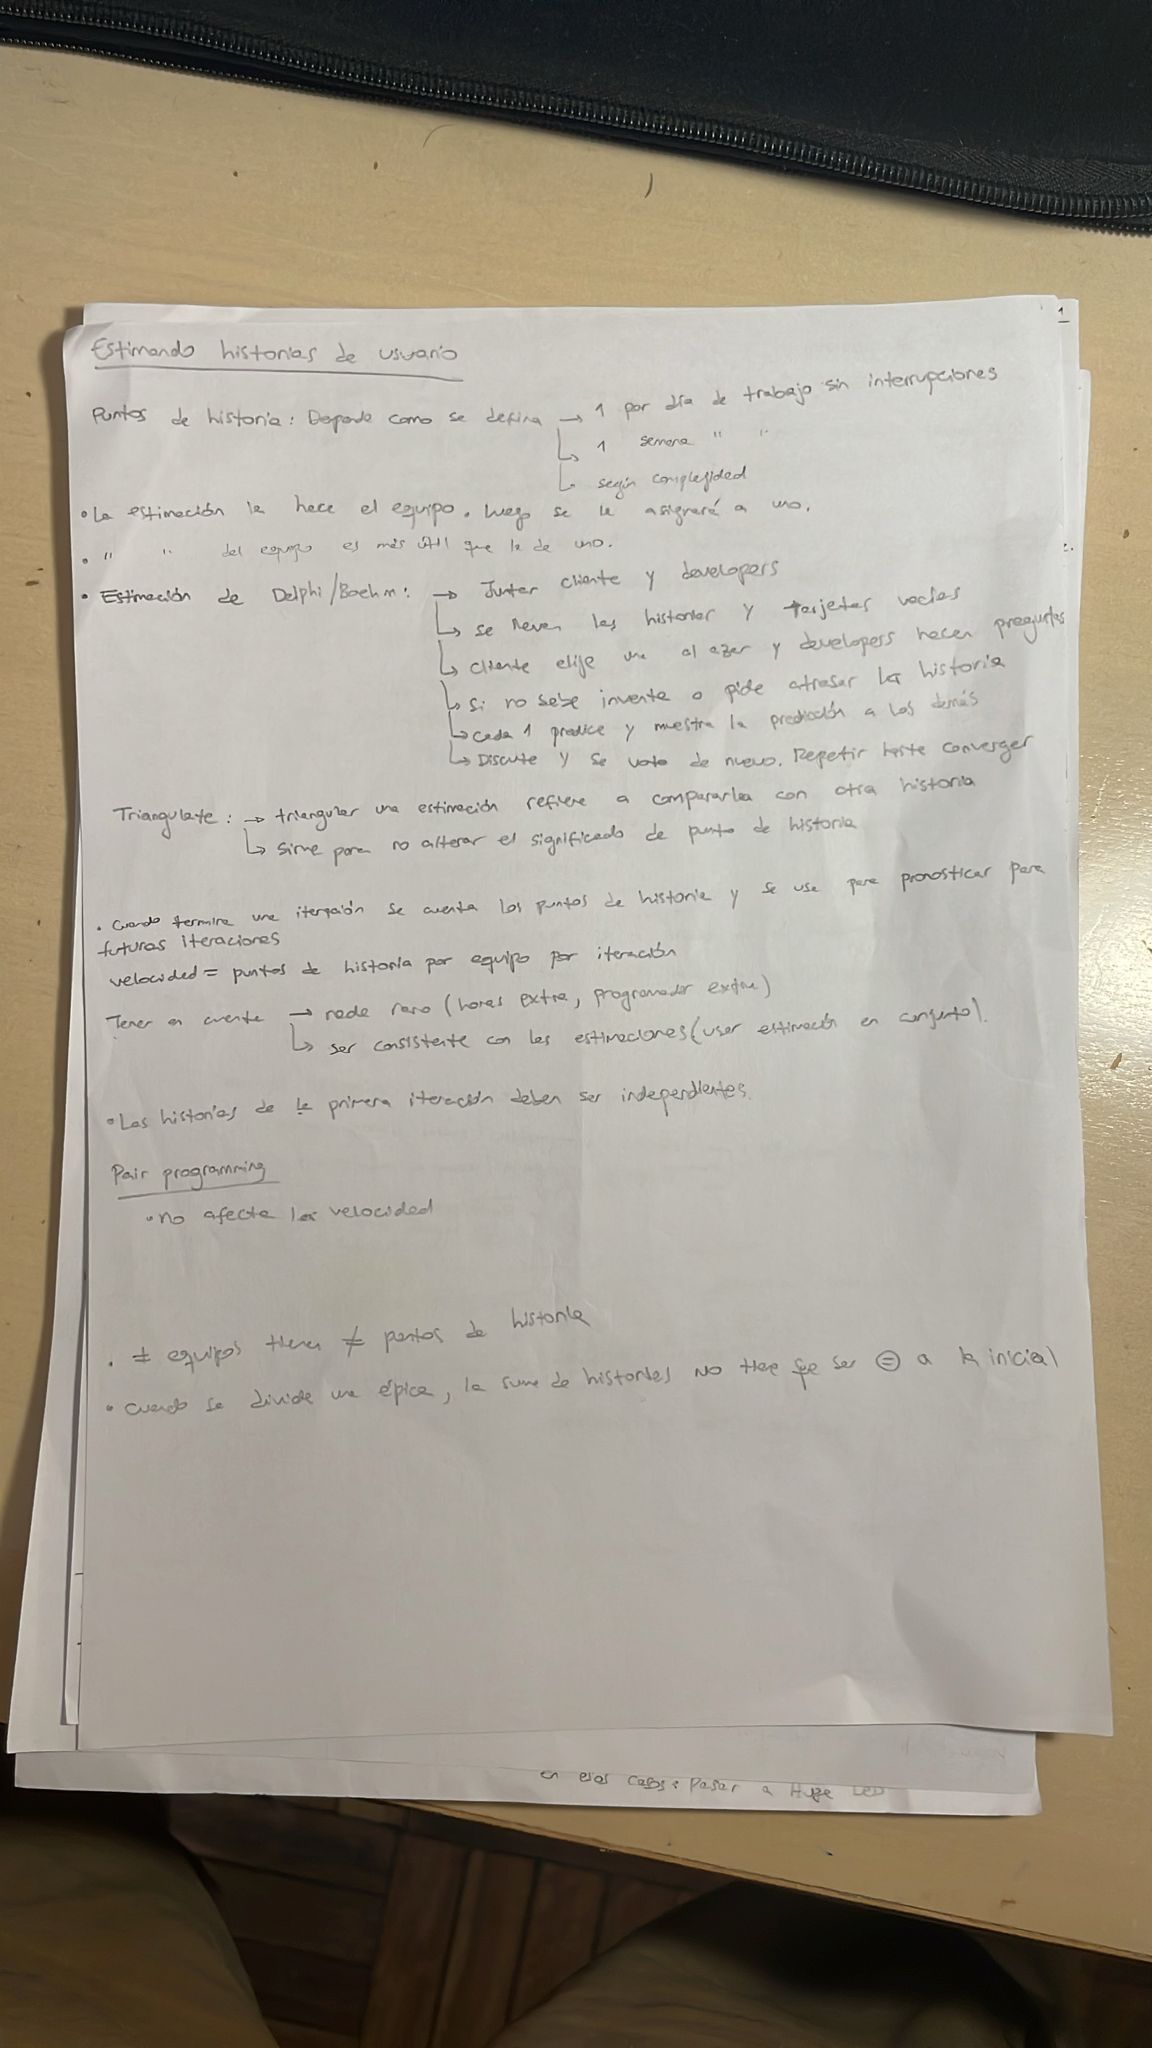 1
Estimando historias de usuario
Puntos de historia: Depende como se defina → 1 por día de trabajo sin interrupciones
↳ 1 semana " "
↳ según complejidad
• La estimación la hace el equipo. Luego se le asignará a uno.
• " " del equipo es más útil que la de uno.
2.
• Estimación de Delphi/Boehm: → Juntar cliente y developers
↳ se llevan las historias y tarjetas vacías
↳ cliente elije una al azar y developers hacen preguntas
↳ si no sabe inventa o pide atrasar la historia
↳ cada 1 predice y muestra la predicción a los demás
↳ Discute y se vota de nuevo. Repetir hasta converger
Triangulate: → triangular una estimación refiere a compararla con otra historia
↳ sirve para no alterar el significado de punto de historia
• Cuando termina una iteración se cuenta los puntos de historia y se usa para pronosticar para
futuras iteraciones
velocidad = puntos de historia por equipo por iteración
Tener en cuenta → nada raro (horas extra, programador extra)
↳ ser consistente con las estimaciones (usar estimación en conjunto).
• Las historias de la primera iteración deben ser independientes.
Pair programming
• no afecta la velocidad
• ≠ equipos tienen ≠ puntos de historia
• cuando se divide una épica, la suma de historias NO tiene que ser = a la inicial
en esos casos: Pasar a